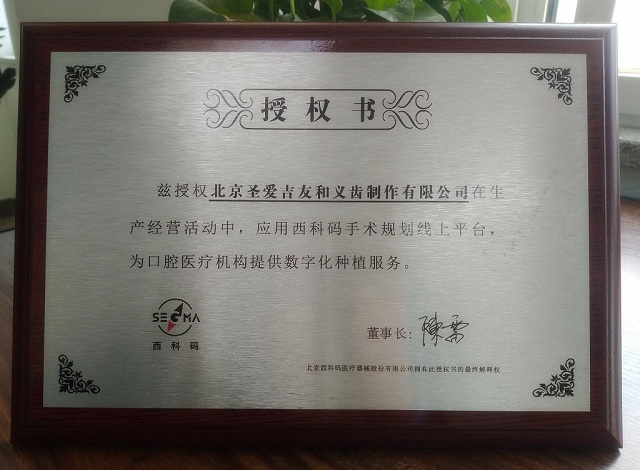 授权书
兹授权北京圣爱吉友和义齿制作有限公司在生
产经营活动中，应用西科码手术规划线上平台，
为口腔医疗机构提供数字化种植服务。
SEGMA
西科码
董事长：
北京西科码医疗器械股份有限公司拥有此授权书的最终解释权